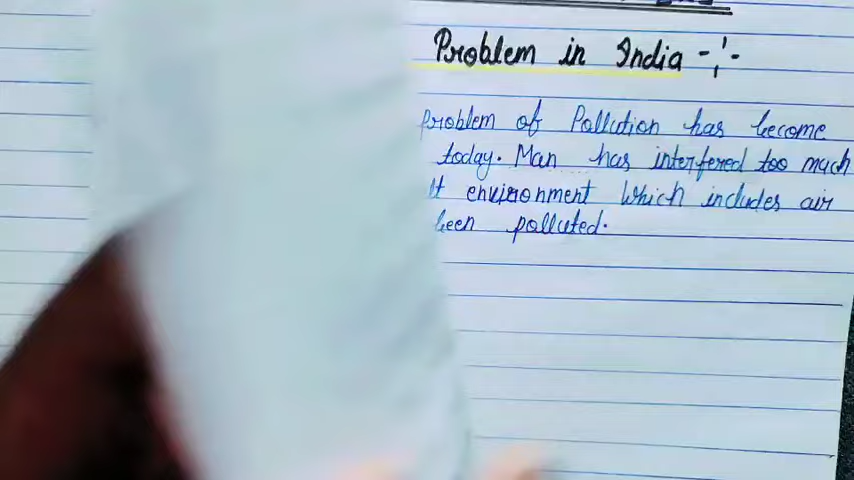 Problem in India -:-
Problem of Pollution has become
today. Man has interfered too much
environment which includes air
been polluted.